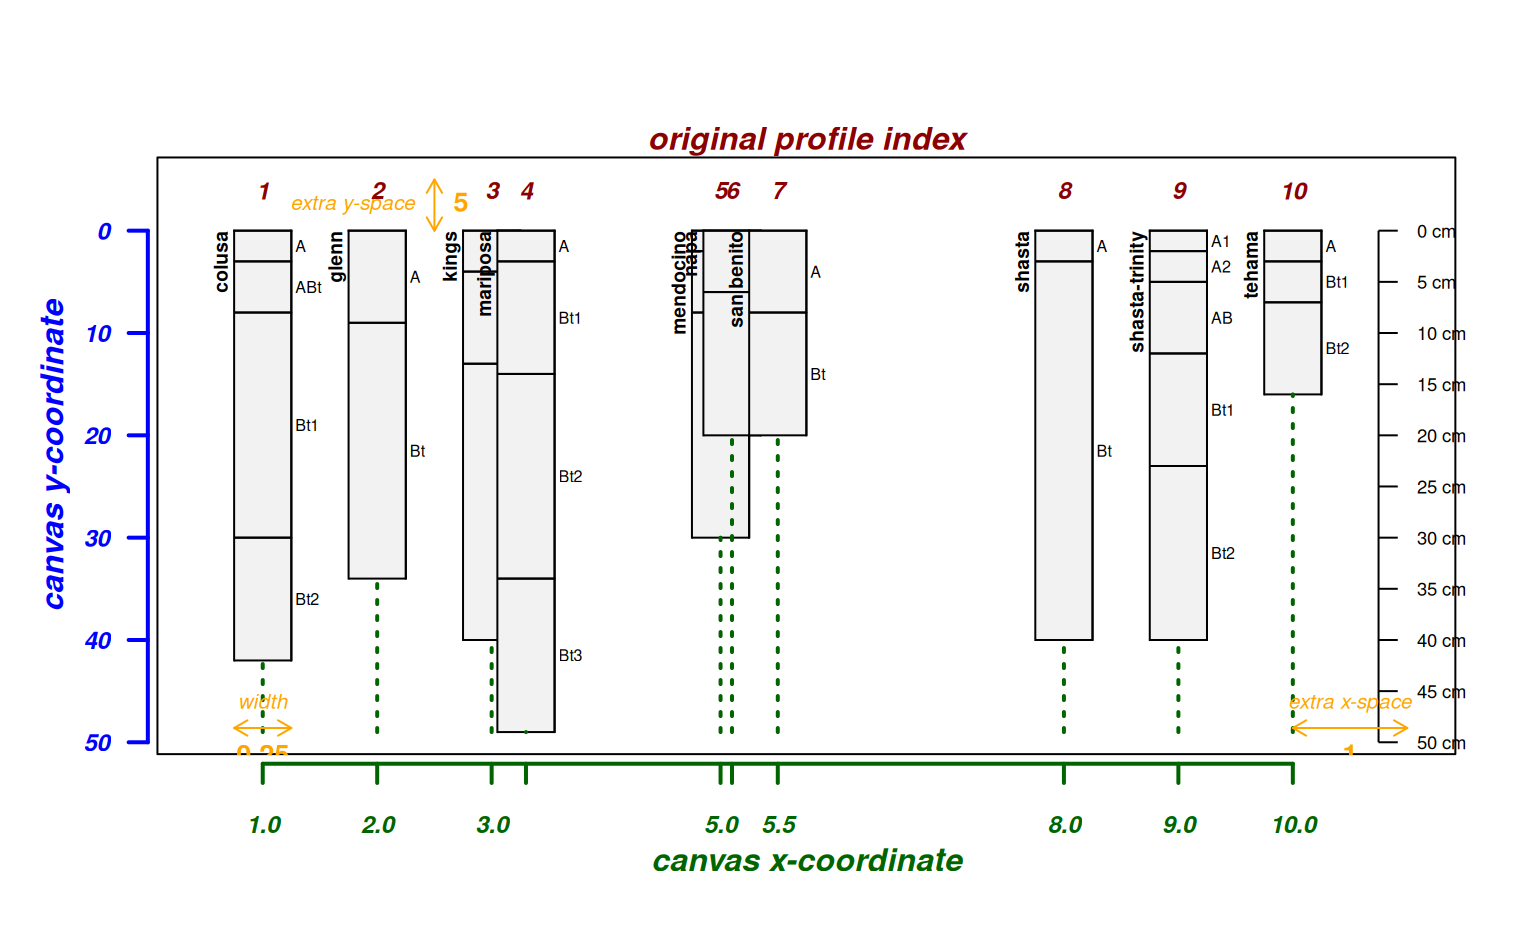 original profile index
1 2 3 4 5 6 7 8 9 10
extra y-space 5
canvas y-coordinate
0
10
20
30
40
50
colusa
A
ABt
Bt1
Bt2
glenn
A
Bt
kings
mariposa
A
Bt1
Bt2
Bt3
mendocino
napa
san benito
A
Bt
shasta
A
Bt
shasta-trinity
A1
A2
AB
Bt1
Bt2
tehama
A
Bt1
Bt2
0 cm
5 cm
10 cm
15 cm
20 cm
25 cm
30 cm
35 cm
40 cm
45 cm
50 cm
width
0.25
extra x-space
1
1.0 2.0 3.0 5.0 5.5 8.0 9.0 10.0
canvas x-coordinate